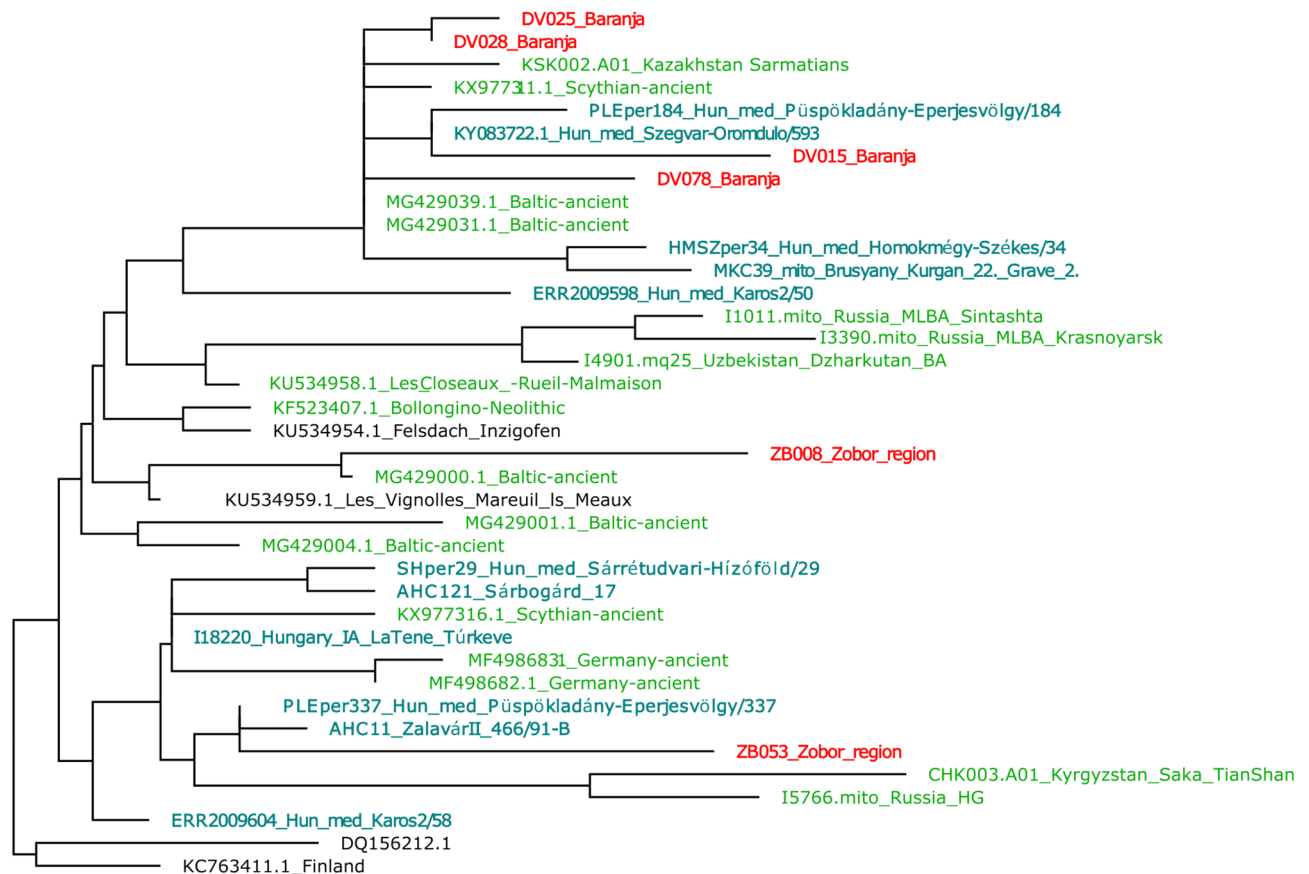 DV025_Baranja
DV028_Baranja
KSK002.A01_Kazakhstan Sarmatians
KX977311.1_Scythian-ancient
PLEper184_Hun_med_Püspökladány-Eperjesvölgy/184
KY083722.1_Hun_med_Szegvar-Oromdulo/593
DV015_Baranja
DV078_Baranja
MG429039.1_Baltic-ancient
MG429031.1_Baltic-ancient
HMSZper34_Hun_med_Homokmégy-Székes/34
MKC39_mito_Brusyany_Kurgan_22._Grave_2.
ERR2009598_Hun_med_Karos2/50
I1011.mito_Russia_MLBA_Sintashta
I3390.mito_Russia_MLBA_Krasnoyarsk
I4901.mq25_Uzbekistan_Dzharkutan_BA
KU534958.1_Les_Closeaux_-Rueil-Malmaison
KF523407.1_Bollongino-Neolithic
KU534954.1_Felsdach_Inzigofen
ZB008_Zobor_region
MG429000.1_Baltic-ancient
KU534959.1_Les_Vignolles_Mareuil_ls_Meaux
MG429001.1_Baltic-ancient
MG429004.1_Baltic-ancient
SHper29_Hun_med_Sárrétudvari-Hízóföld/29
AHC121_Sárbogárd_17
KX977316.1_Scythian-ancient
I18220_Hungary_IA_LaTene_Túrkeve
MF498683.1_Germany-ancient
MF498682.1_Germany-ancient
PLEper337_Hun_med_Püspökladány-Eperjesvölgy/337
AHC11_ZalavárII_466/91-B
ZB053_Zobor_region
CHK003.A01_Kyrgyzstan_Saka_TianShan
I5766.mito_Russia_HG
ERR2009604_Hun_med_Karos2/58
DQ156212.1
KC763411.1_Finland